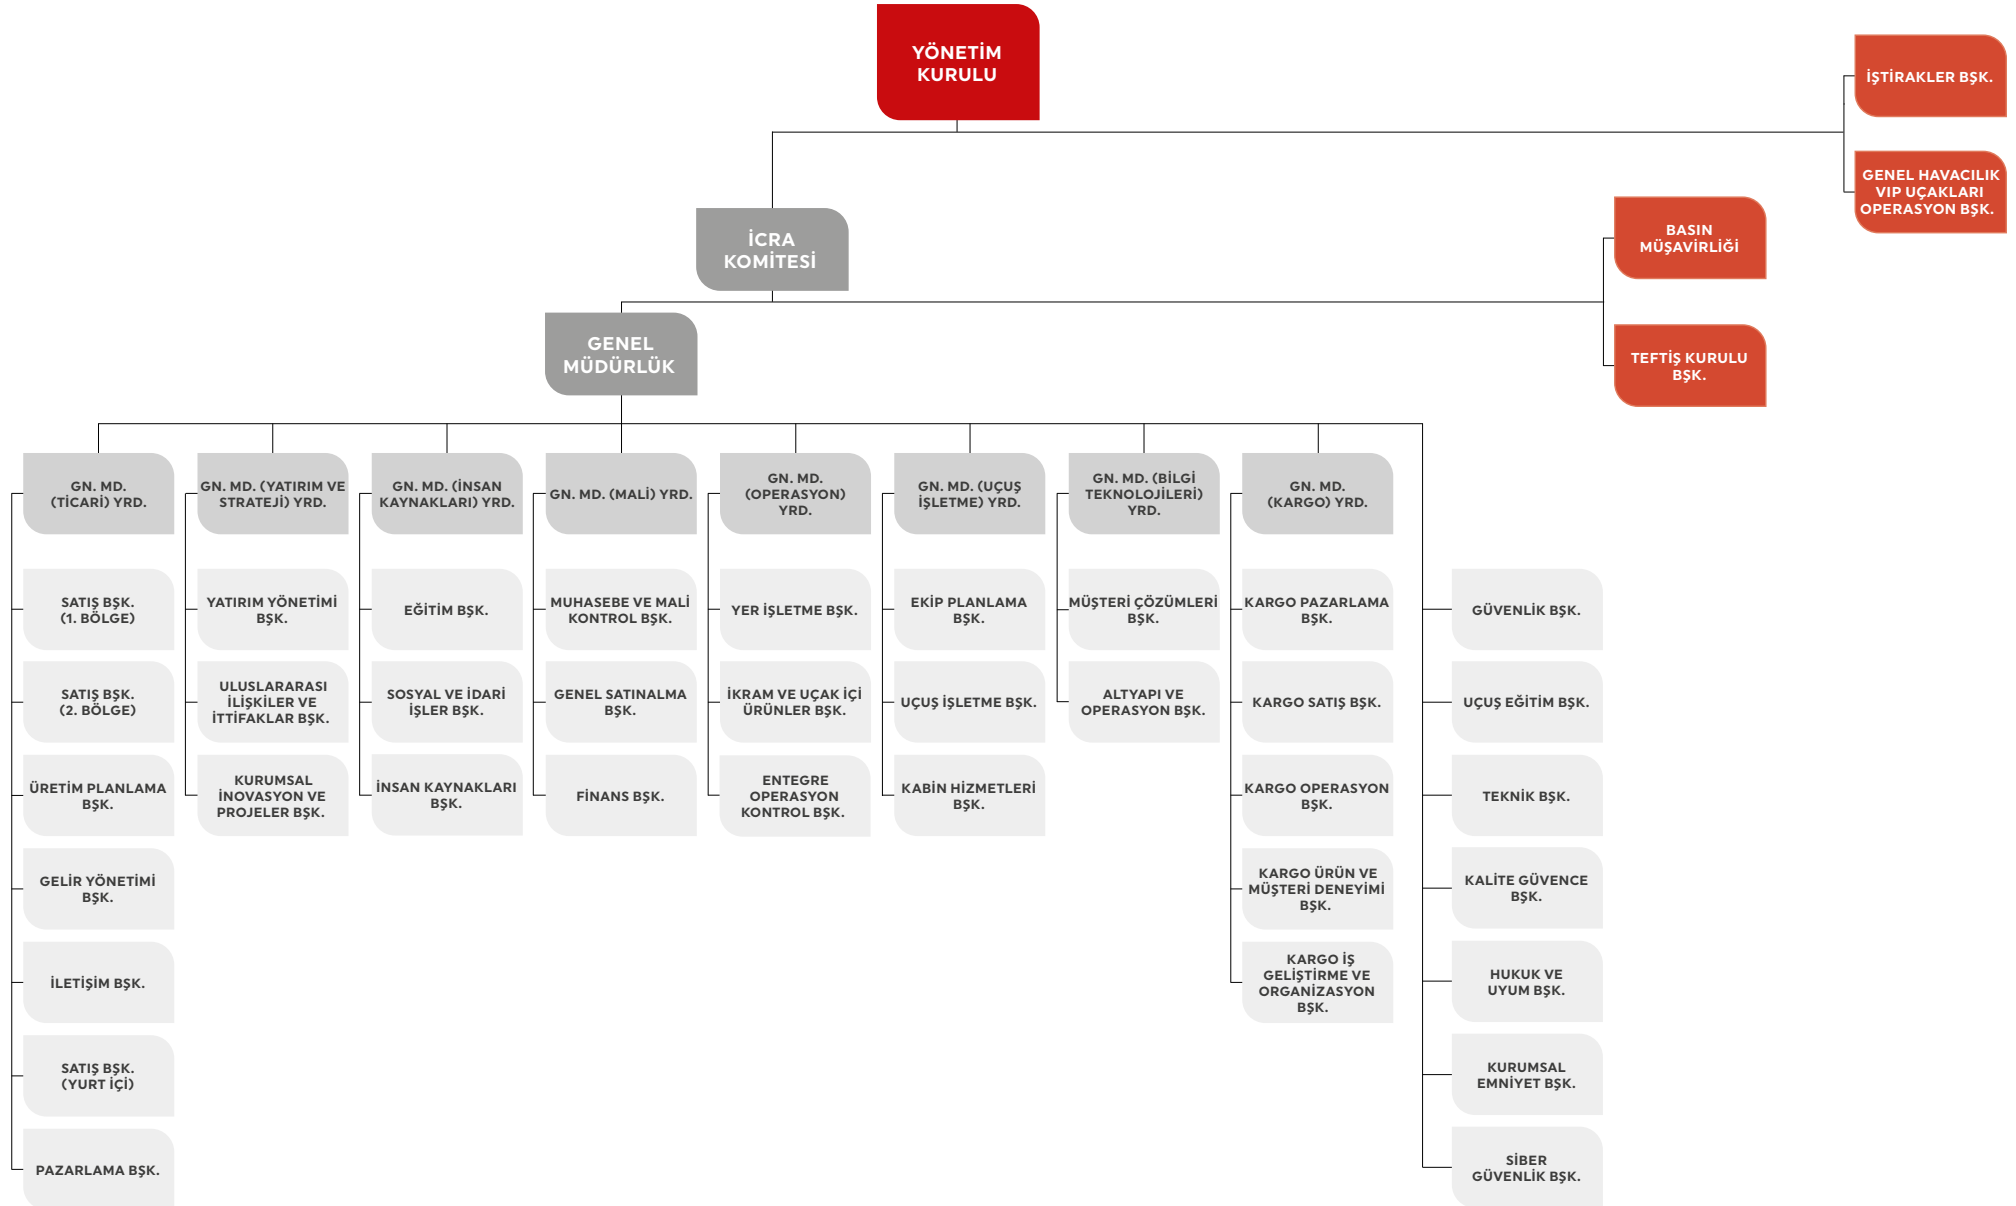 YÖNETİM
KURULU
İŞTİRAKLER BŞK.
GENEL HAVACILIK
VIP UÇAKLARI
OPERASYON BŞK.
İCRA
KOMİTESİ
BASIN
MÜŞAVİRLİĞİ
TEFTİŞ KURULU
BŞK.
GENEL
MÜDÜRLÜK
GN. MD.
(TİCARİ) YRD.
SATIŞ BŞK.
(1. BÖLGE)
SATIŞ BŞK.
(2. BÖLGE)
ÜRETİM PLANLAMA
BŞK.
GELİR YÖNETİMİ
BŞK.
İLETİŞİM BŞK.
SATIŞ BŞK.
(YURT İÇİ)
PAZARLAMA BŞK.
GN. MD. (YATIRIM VE
STRATEJİ) YRD.
YATIRIM YÖNETİMİ
BŞK.
ULUSLARARASI
İLİŞKİLER VE
İTTİFAKLAR BŞK.
KURUMSAL
İNOVASYON VE
PROJELER BŞK.
GN. MD. (İNSAN
KAYNAKLARI) YRD.
EĞİTİM BŞK.
SOSYAL VE İDARİ
İŞLER BŞK.
İNSAN KAYNAKLARI
BŞK.
GN. MD. (MALİ) YRD.
MUHASEBE VE MALİ
KONTROL BŞK.
GENEL SATINALMA
BŞK.
FİNANS BŞK.
GN. MD.
(OPERASYON)
YRD.
YER İŞLETME BŞK.
İKRAM VE UÇAK İÇİ
ÜRÜNLER BŞK.
ENTEGRE
OPERASYON
KONTROL BŞK.
GN. MD. (UÇUŞ
İŞLETME) YRD.
EKİP PLANLAMA
BŞK.
UÇUŞ İŞLETME BŞK.
KABİN HİZMETLERİ
BŞK.
GN. MD. (BİLGİ
TEKNOLOJİLERİ)
YRD.
MÜŞTERİ ÇÖZÜMLERİ
BŞK.
ALTYAPI VE
OPERASYON BŞK.
GN. MD.
(KARGO) YRD.
KARGO PAZARLAMA
BŞK.
KARGO SATIŞ BŞK.
KARGO OPERASYON
BŞK.
KARGO ÜRÜN VE
MÜŞTERİ DENEYİMİ
BŞK.
KARGO İŞ
GELİŞTİRME VE
ORGANİZASYON
BŞK.
GÜVENLİK BŞK.
UÇUŞ EĞİTİM BŞK.
TEKNİK BŞK.
KALİTE GÜVENCE
BŞK.
HUKUK VE
UYUM BŞK.
KURUMSAL
EMNİYET BŞK.
SİBER
GÜVENLİK BŞK.